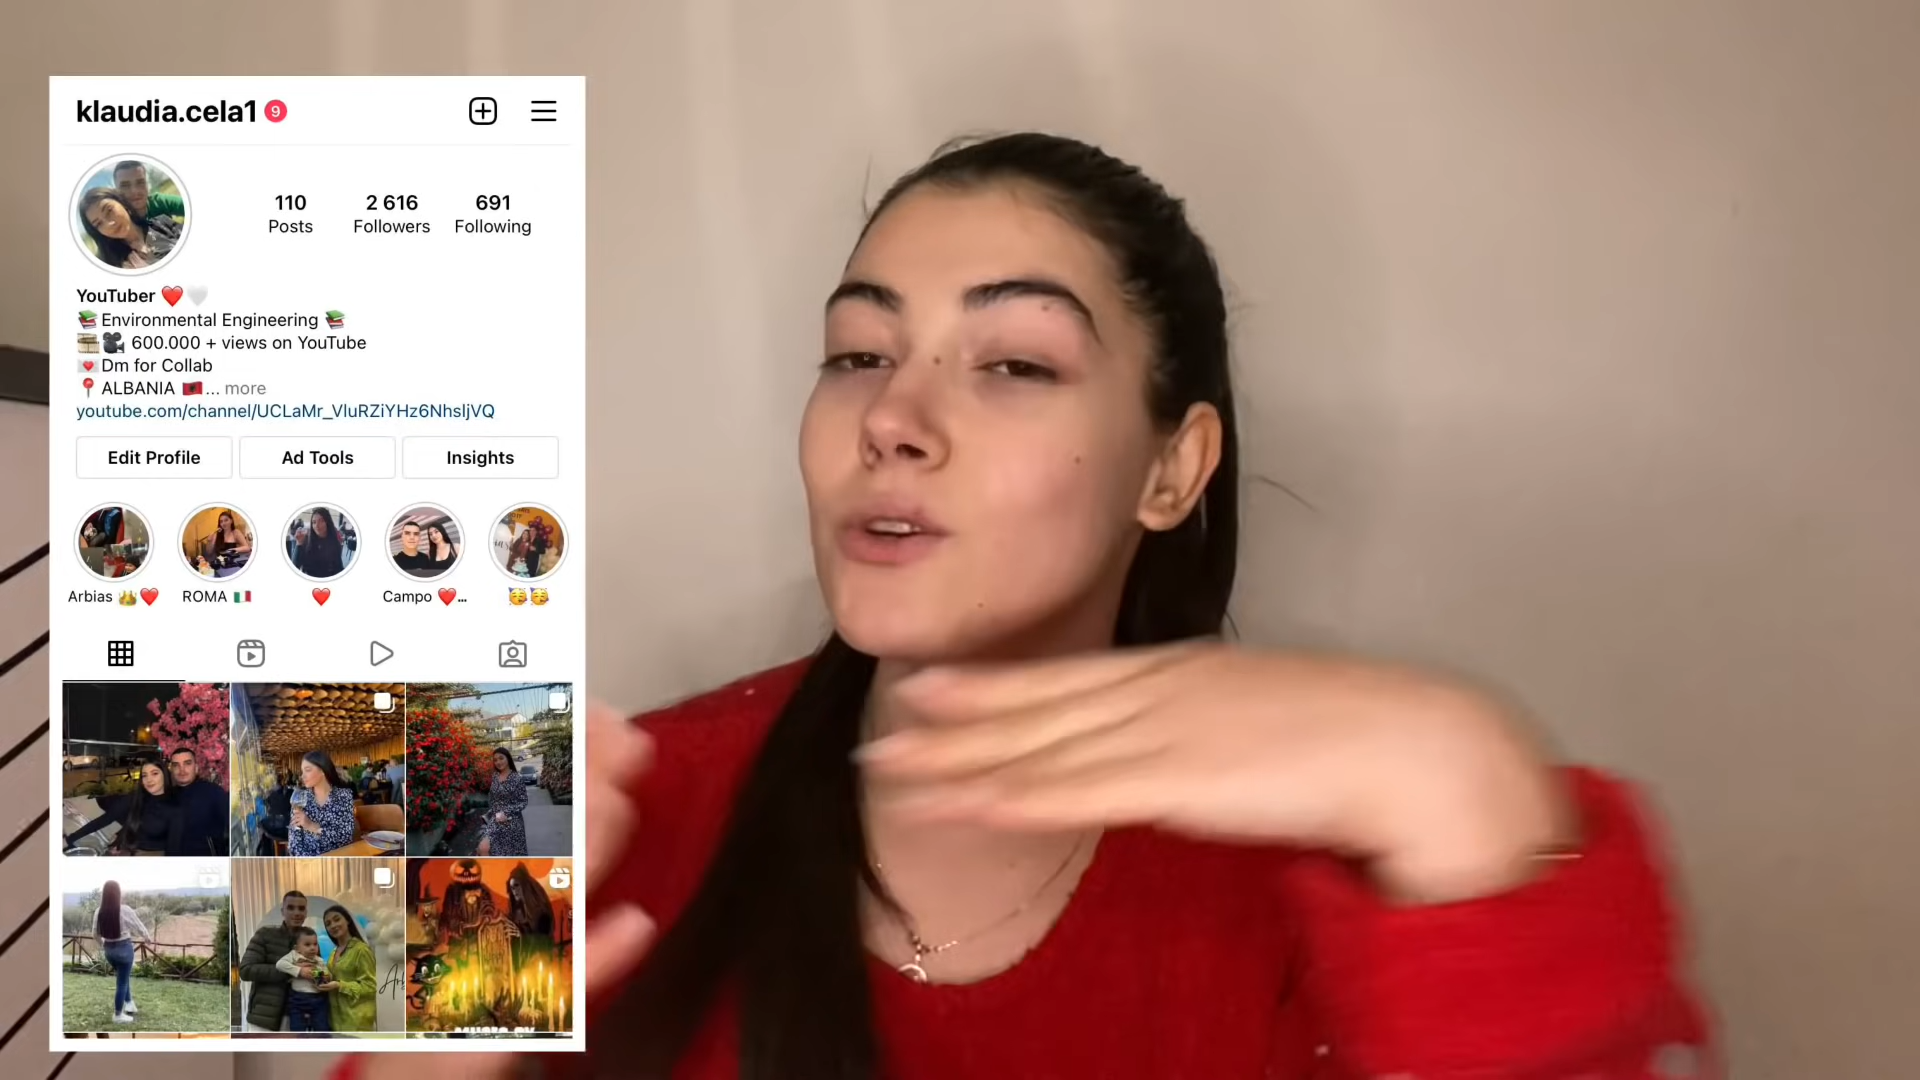 klaudia.cela1 9
110 2 616 691
Posts Followers Following
YouTuber ❤️🤍
📚Environmental Engineering 📚
🎞️🎥 600.000 + views on YouTube
💌Dm for Collab
📍ALBANIA 🇦🇱... more
youtube.com/channel/UCLaMr_VluRZiYHz6NhsljVQ
Edit Profile Ad Tools Insights
Arbias 👑❤️ ROMA 🇮🇹 ❤️ Campo ❤️... 🥳🥳